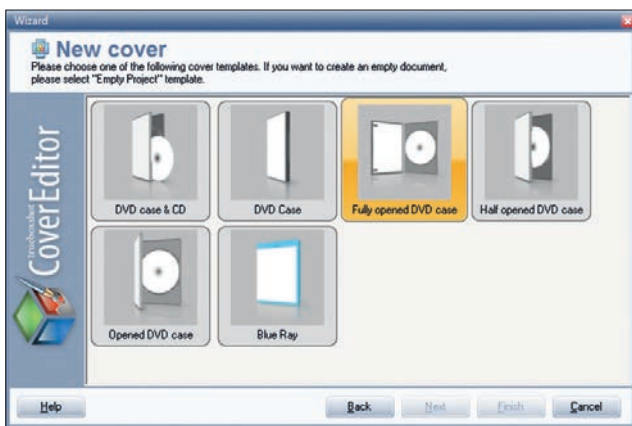 Wizard
New cover
Please choose one of the following cover templates. If you want to create an empty document,
please select "Empty Project" template.
CoverEditor
DVD case & CD
DVD Case
Fully opened DVD case
Half opened DVD case
Opened DVD case
Blue Ray
Help
Back
Next
Finish
Cancel